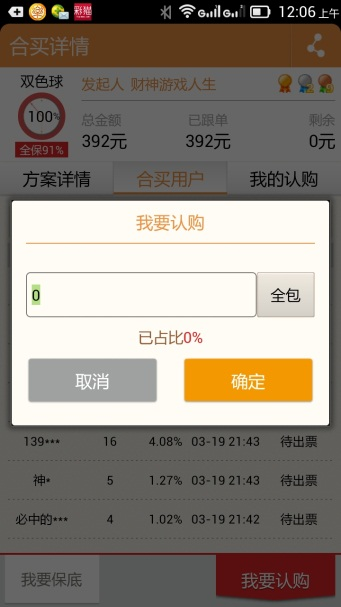 彩猫 12:06上午
合买详情
双色球 发起人 财神游戏人生
100%
全保91%
总金额 已跟单 剩余
392元 392元 0元
方案详情 合买用户 我的认购
我要认购
0 全包
已占比0%
取消 确定
139*** 16 4.08% 03-19 21:43 待出票
神* 5 1.27% 03-19 21:43 待出票
必中的*** 4 1.02% 03-19 21:42 待出票
我要保底 我要认购